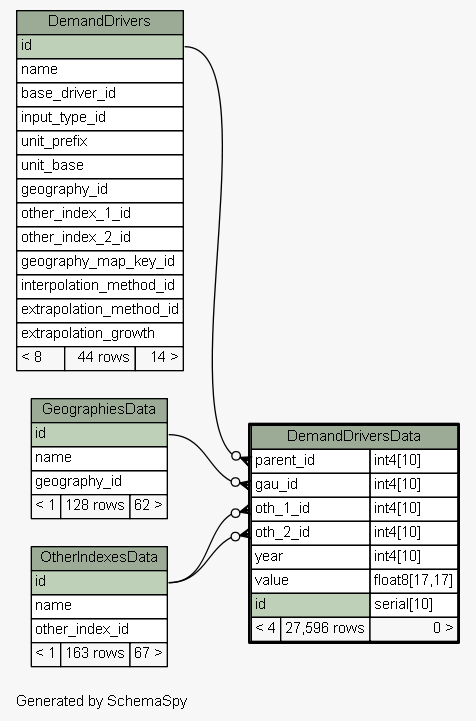 DemandDrivers
id
name
base_driver_id
input_type_id
unit_prefix
unit_base
geography_id
other_index_1_id
other_index_2_id
geography_map_key_id
interpolation_method_id
extrapolation_method_id
extrapolation_growth
< 8 44 rows 14 >
GeographiesData
id
name
geography_id
< 1 128 rows 62 >
OtherIndexesData
id
name
other_index_id
< 1 163 rows 67 >
DemandDriversData
parent_id int4[10]
gau_id int4[10]
oth_1_id int4[10]
oth_2_id int4[10]
year int4[10]
value float8[17,17]
id serial[10]
< 4 27,596 rows 0 >
Generated by SchemaSpy